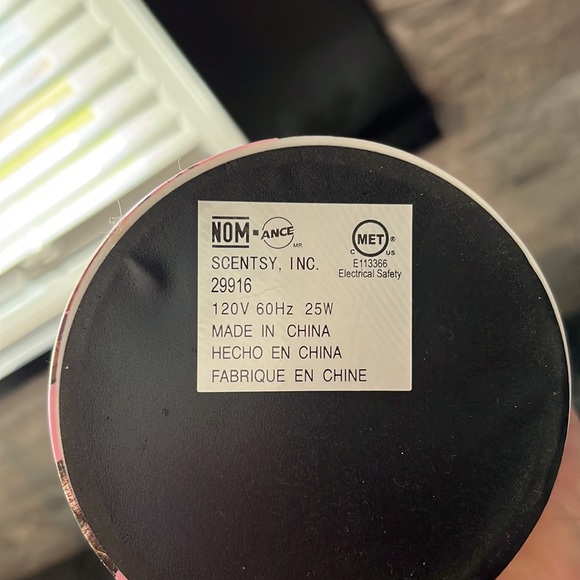 NOM-ANCE MR
MET® C US
SCENTSY, INC.
E113366
29916
Electrical Safety
120V 60Hz 25W
MADE IN CHINA
HECHO EN CHINA
FABRIQUE EN CHINE